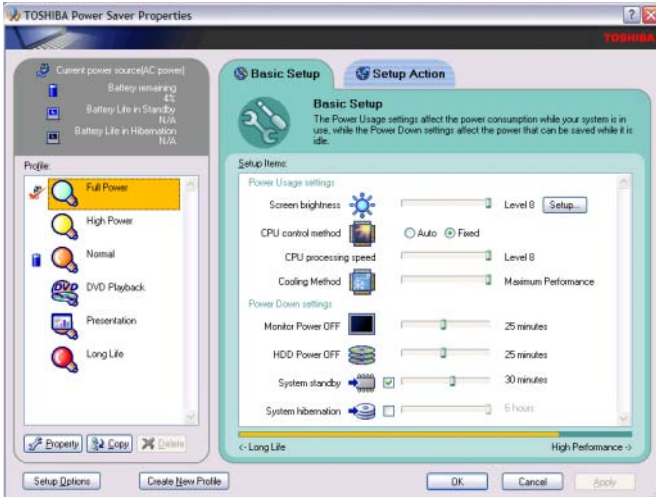 TOSHIBA Power Saver Properties
TOSHIBA
Current power source(AC power)
Battery remaining
4%
Battery Life in Standby
N/A
Battery Life in Hibernation
N/A
Profile:
Full Power
High Power
Normal
DVD DVD Playback
Presentation
Long Life
Property
Copy
Delete
Basic Setup
Setup Action
Basic Setup
The Power Usage settings affect the power consumption while your system is in
use, while the Power Down settings affect the power that can be saved while it is
idle.
Setup Items:
Power Usage settings
Screen brightness Level 8 Setup...
CPU control method Auto Fixed
CPU processing speed Level 8
Cooling Method Maximum Performance
Power Down settings
Monitor Power OFF 25 minutes
HDD Power OFF 25 minutes
System standby 30 minutes
System hibernation 6 hours
<- Long Life High Performance ->
Setup Options Create New Profile OK Cancel Apply